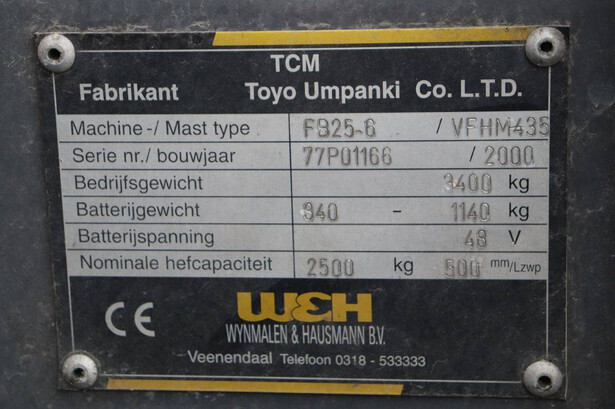 TCM
Fabrikant Toyo Umpanki Co. L.T.D.
Machine-/ Mast type FB25-6 / VFHM435
Serie nr./ bouwjaar 77P01166 / 2000
Bedrijfsgewicht 3400 kg
Batterijgewicht 840 - 1140 kg
Batterijspanning 48 V
Nominale hefcapaciteit 2500 kg 500 mm/Lzwp
CE W&H
WYNMALEN & HAUSMANN B.V.
Veenendaal Telefoon 0318 - 533333